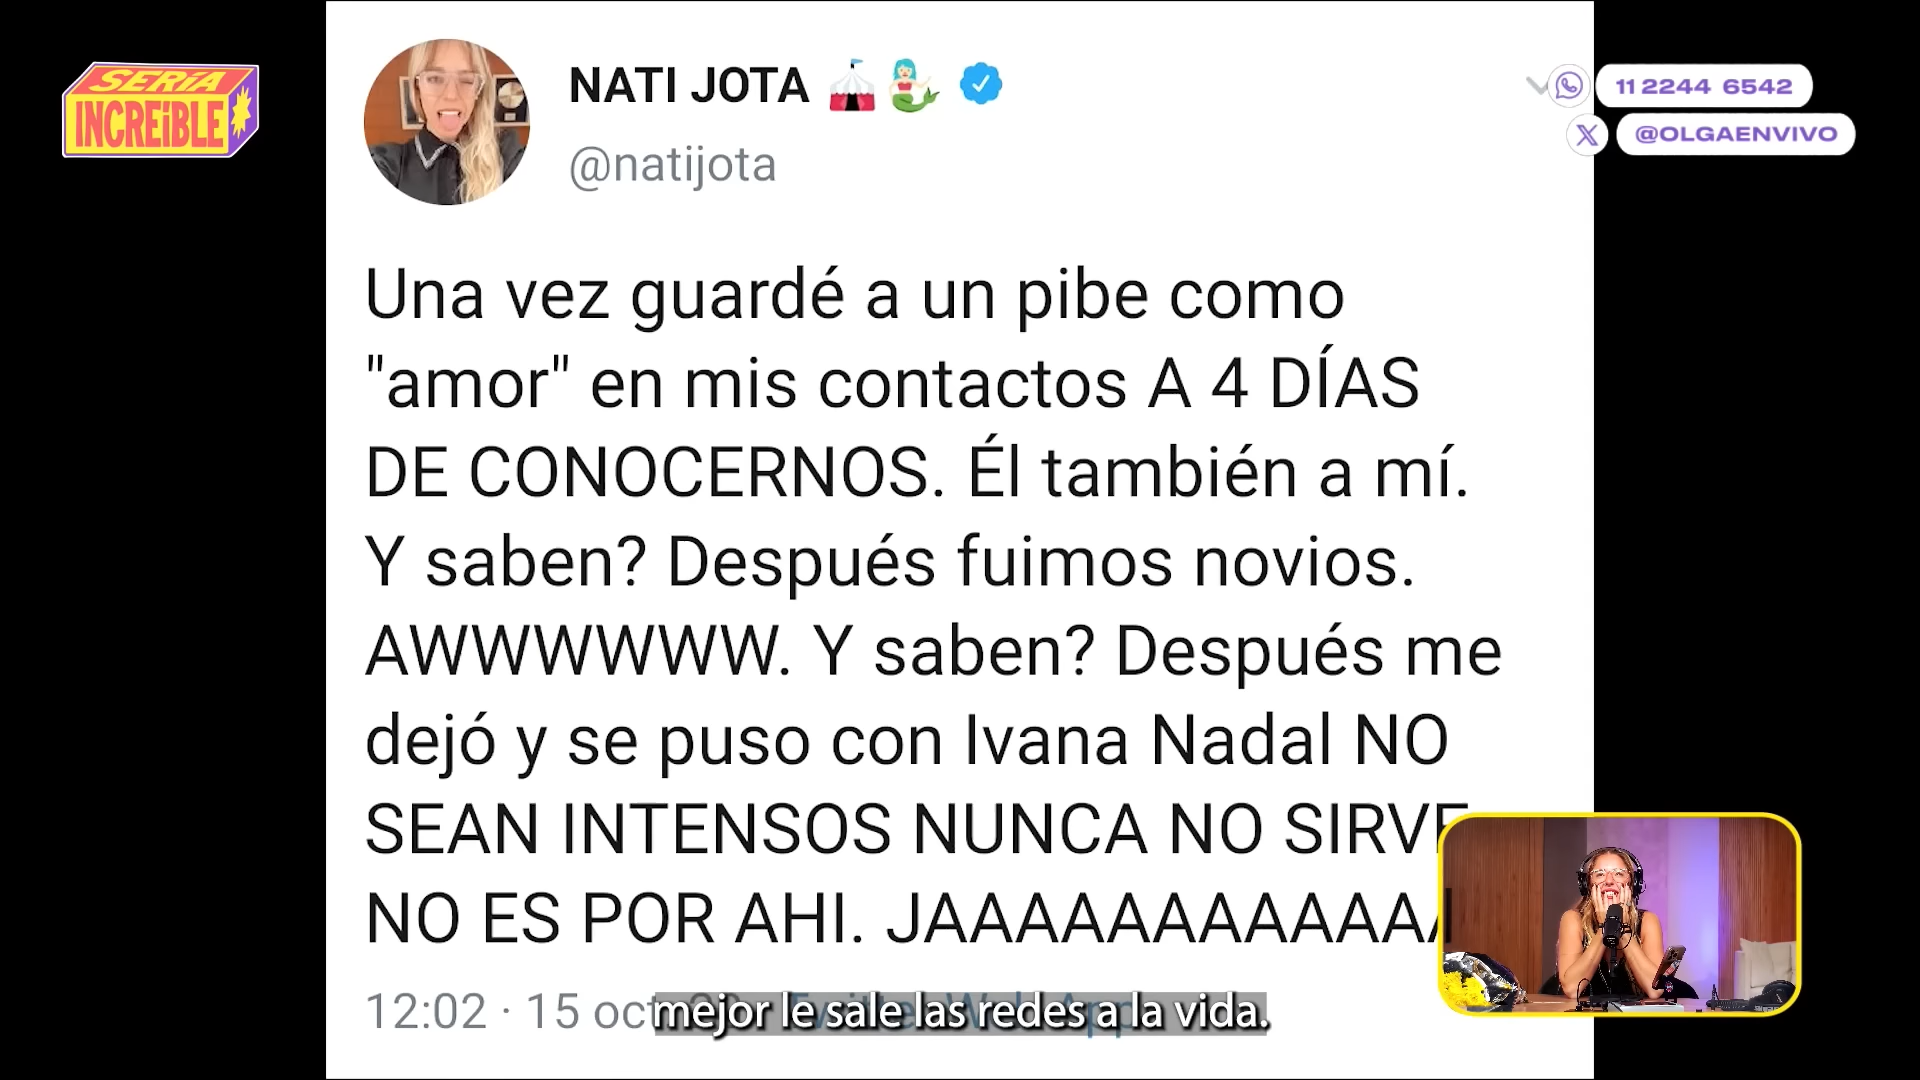 SERÍA
INCREÍBLE
NATI JOTA
@natijota
11 2244 6542
@OLGAENVIVO
Una vez guardé a un pibe como
"amor" en mis contactos A 4 DÍAS
DE CONOCERNOS. Él también a mí.
Y saben? Después fuimos novios.
AWWWWWW. Y saben? Después me
dejó y se puso con Ivana Nadal NO
SEAN INTENSOS NUNCA NO SIRVE
NO ES POR AHI. JAAAAAAAAAAAAA
12:02 · 15 oct
mejor le sale las redes a la vida.